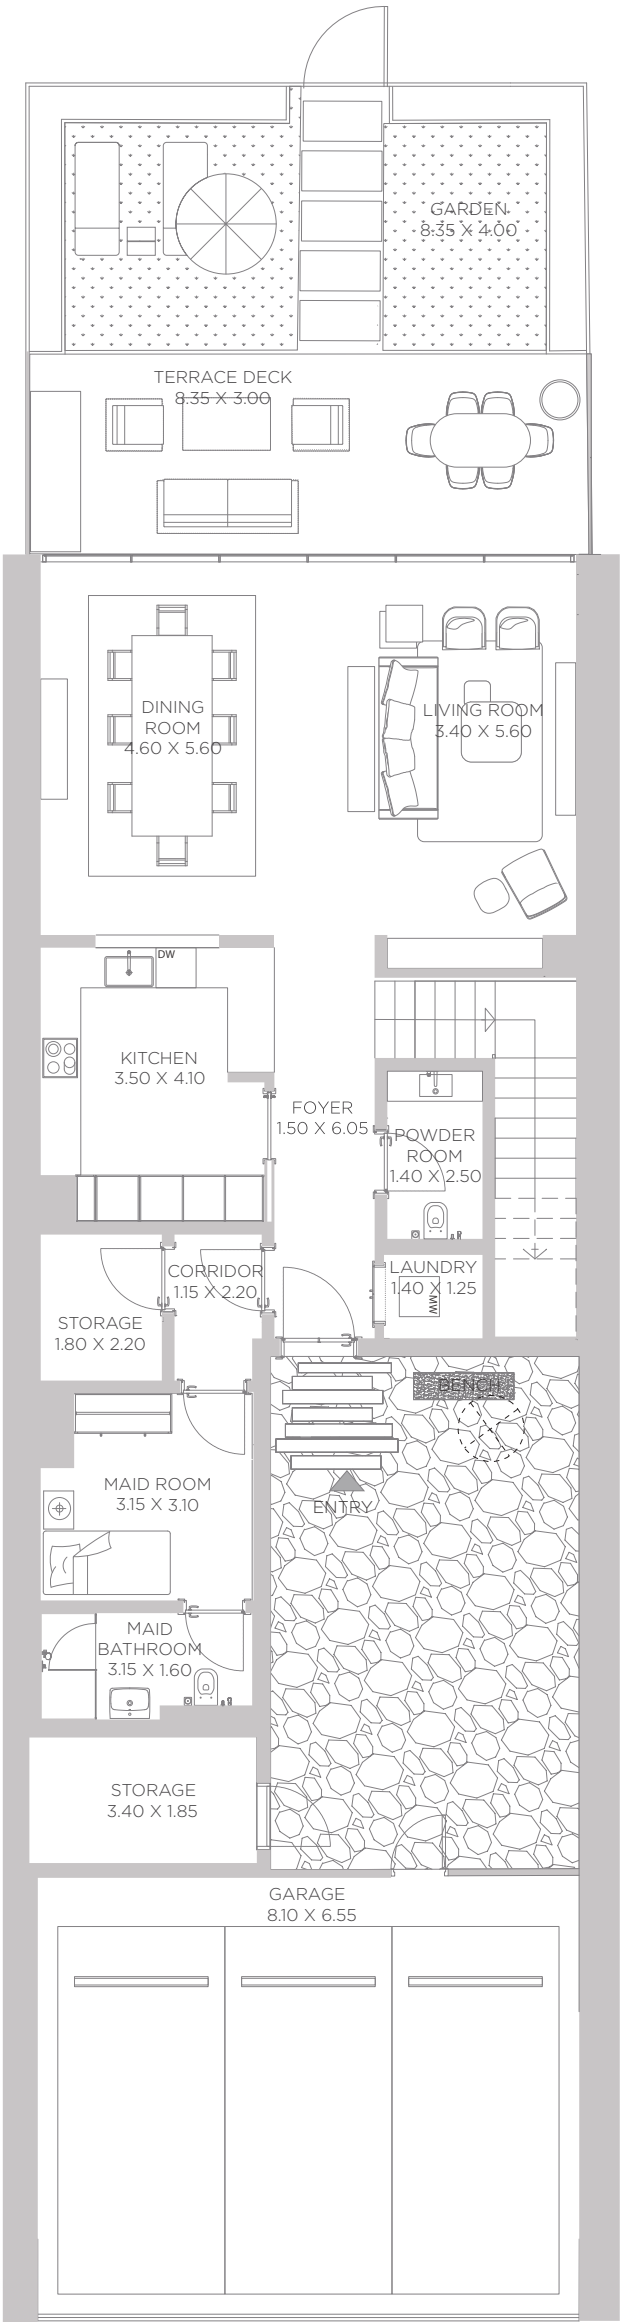 GARDEN
8.35 X 4.00
TERRACE DECK
8.35 X 3.00
DINING
ROOM
4.60 X 5.60
LIVING ROOM
3.40 X 5.60
DW
KITCHEN
3.50 X 4.10
FOYER
1.50 X 6.05
POWDER
ROOM
1.40 X 2.50
CORRIDOR
1.15 X 2.20
LAUNDRY
1.40 X 1.25
MW
STORAGE
1.80 X 2.20
BENCH
MAID ROOM
3.15 X 3.10
ENTRY
MAID
BATHROOM
3.15 X 1.60
STORAGE
3.40 X 1.85
GARAGE
8.10 X 6.55